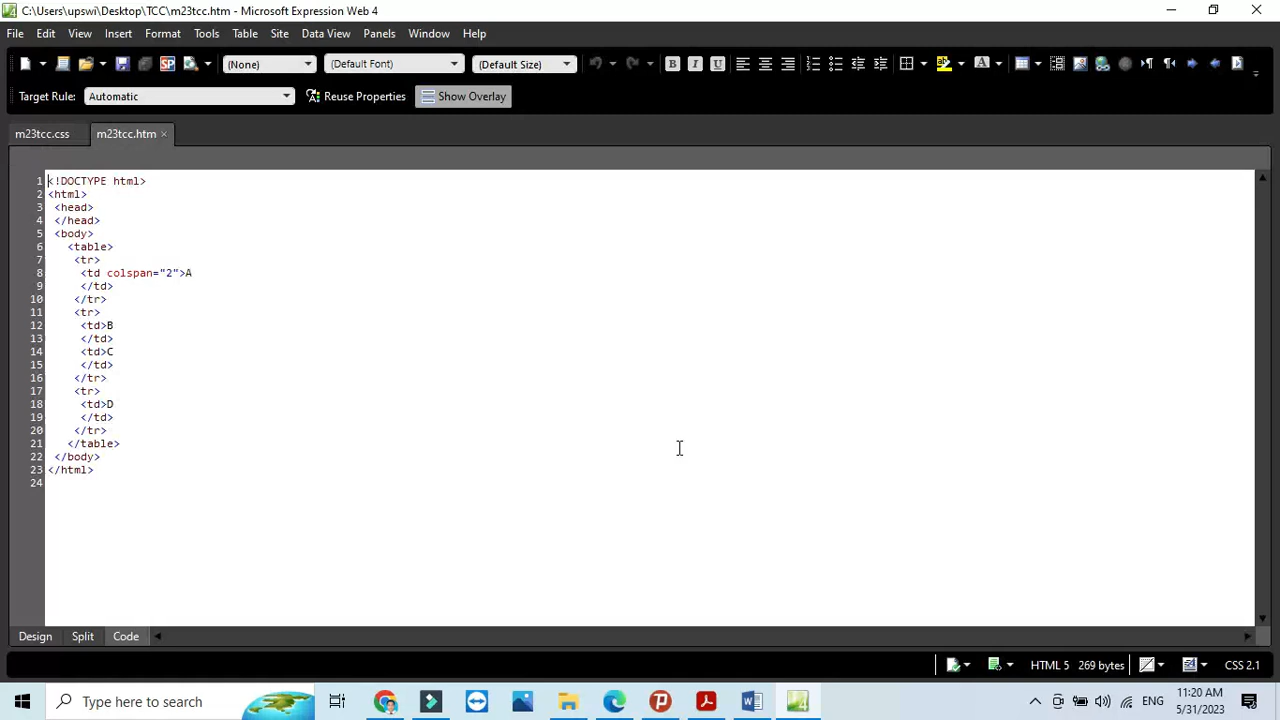 C:\Users\upswi\Desktop\TCC\m23tcc.htm - Microsoft Expression Web 4
File Edit View Insert Format Tools Table Site Data View Panels Window Help
SP (None) (Default Font) (Default Size) B I U ab A
Target Rule: Automatic Reuse Properties Show Overlay
m23tcc.css m23tcc.htm ×
1 <!DOCTYPE html>
2 <html>
3 <head>
4 </head>
5 <body>
6 <table>
7 <tr>
8 <td colspan="2">A
9 </td>
10 </tr>
11 <tr>
12 <td>B
13 </td>
14 <td>C
15 </td>
16 </tr>
17 <tr>
18 <td>D
19 </td>
20 </tr>
21 </table>
22 </body>
23 </html>
24
Design Split Code
HTML 5 269 bytes CSS 2.1
Type here to search ENG 11:20 AM
5/31/2023